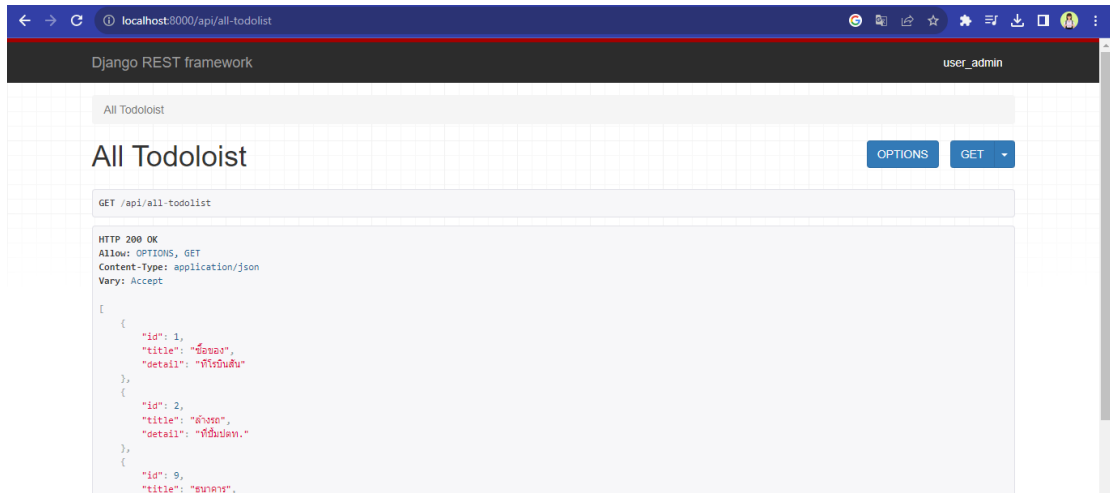 localhost:8000/api/all-todolist
Django REST framework
user_admin
All Todoloist
All Todoloist
OPTIONS
GET
GET /api/all-todolist
HTTP 200 OK
Allow: OPTIONS, GET
Content-Type: application/json
Vary: Accept
[
{
"id": 1,
"title": "ซื้อของ",
"detail": "ที่โรบินสัน"
},
{
"id": 2,
"title": "ล้างรถ",
"detail": "ที่ปั๊มปตท."
},
{
"id": 9,
"title": "ธนาคาร",